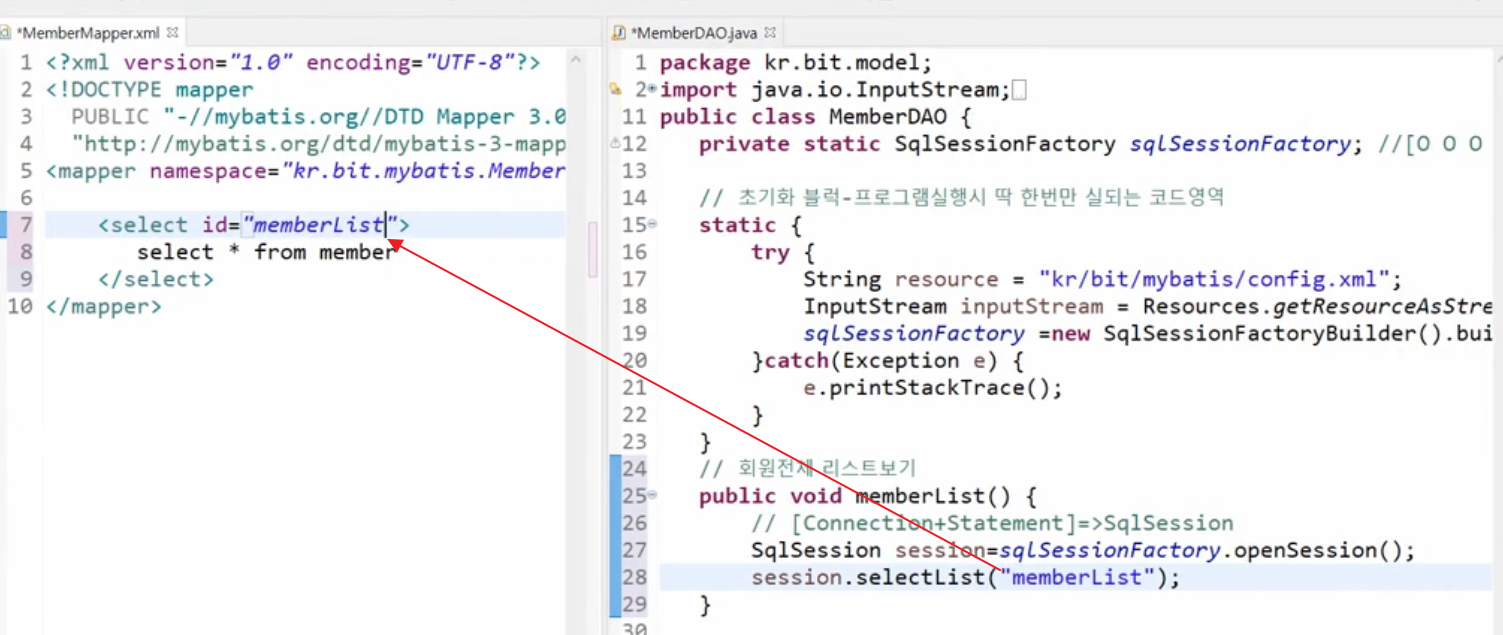 *MemberMapper.xml
1 <?xml version="1.0" encoding="UTF-8"?>
2 <!DOCTYPE mapper
3 PUBLIC "-//mybatis.org//DTD Mapper 3.0
4 "http://mybatis.org/dtd/mybatis-3-mapp
5 <mapper namespace="kr.bit.mybatis.Member
6
7 <select id="memberList">
8 select * from member
9 </select>
10 </mapper>
*MemberDAO.java
1 package kr.bit.model;
2 import java.io.InputStream;
11 public class MemberDAO {
12 private static SqlSessionFactory sqlSessionFactory; //[O O O
13
14 // 초기화 블럭-프로그램실행시 딱 한번만 실되는 코드영역
15 static {
16 try {
17 String resource = "kr/bit/mybatis/config.xml";
18 InputStream inputStream = Resources.getResourceAsStre
19 sqlSessionFactory =new SqlSessionFactoryBuilder().bui
20 }catch(Exception e) {
21 e.printStackTrace();
22 }
23 }
24 // 회원전체 리스트보기
25 public void memberList() {
26 // [Connection+Statement]=>SqlSession
27 SqlSession session=sqlSessionFactory.openSession();
28 session.selectList("memberList");
29 }
30